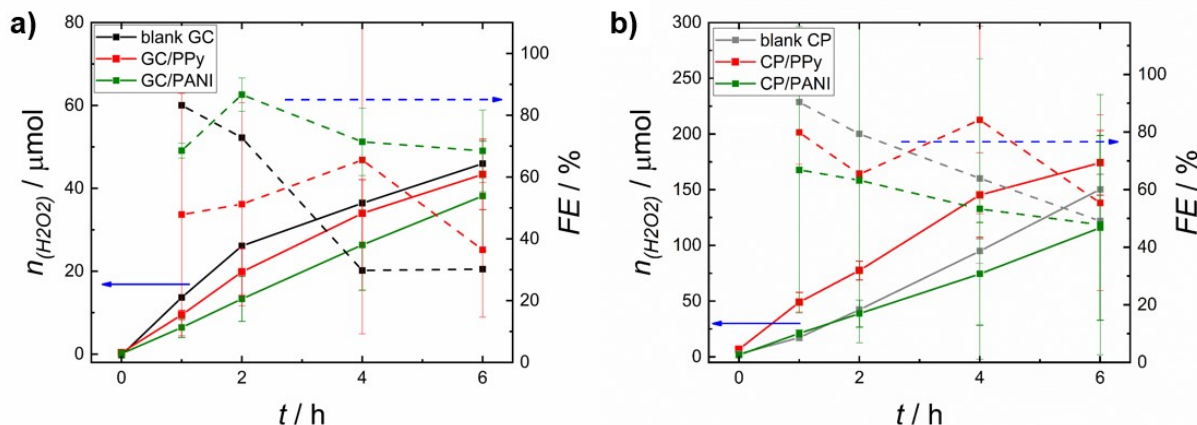 a)
blank GC
GC/PPy
GC/PANI
n(H2O2) / μmol
80
60
40
20
0
0
2
4
6
t / h
100
80
60
40
20
0
FE / %
b)
blank CP
CP/PPy
CP/PANI
n(H2O2) / μmol
300
250
200
150
100
50
0
0
2
4
6
t / h
100
80
60
40
20
0
FE / %